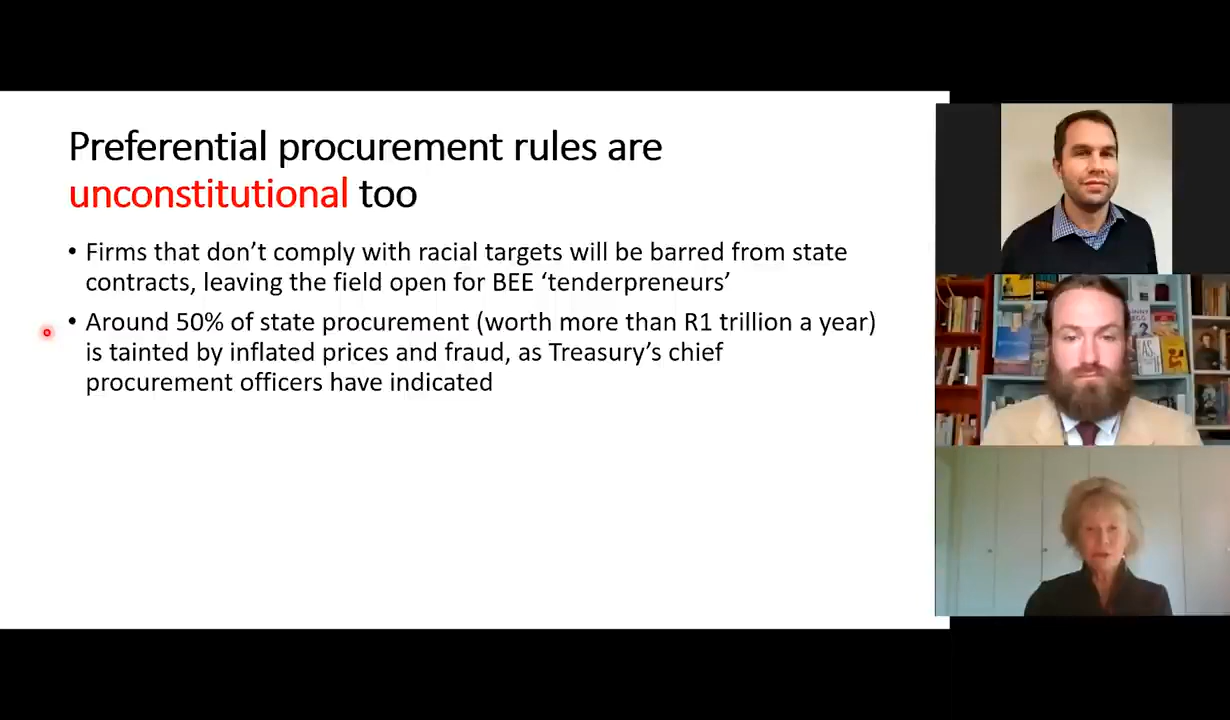 Preferential procurement rules are
unconstitutional too
• Firms that don’t comply with racial targets will be barred from state
contracts, leaving the field open for BEE ‘tenderpreneurs’
• Around 50% of state procurement (worth more than R1 trillion a year)
is tainted by inflated prices and fraud, as Treasury’s chief
procurement officers have indicated